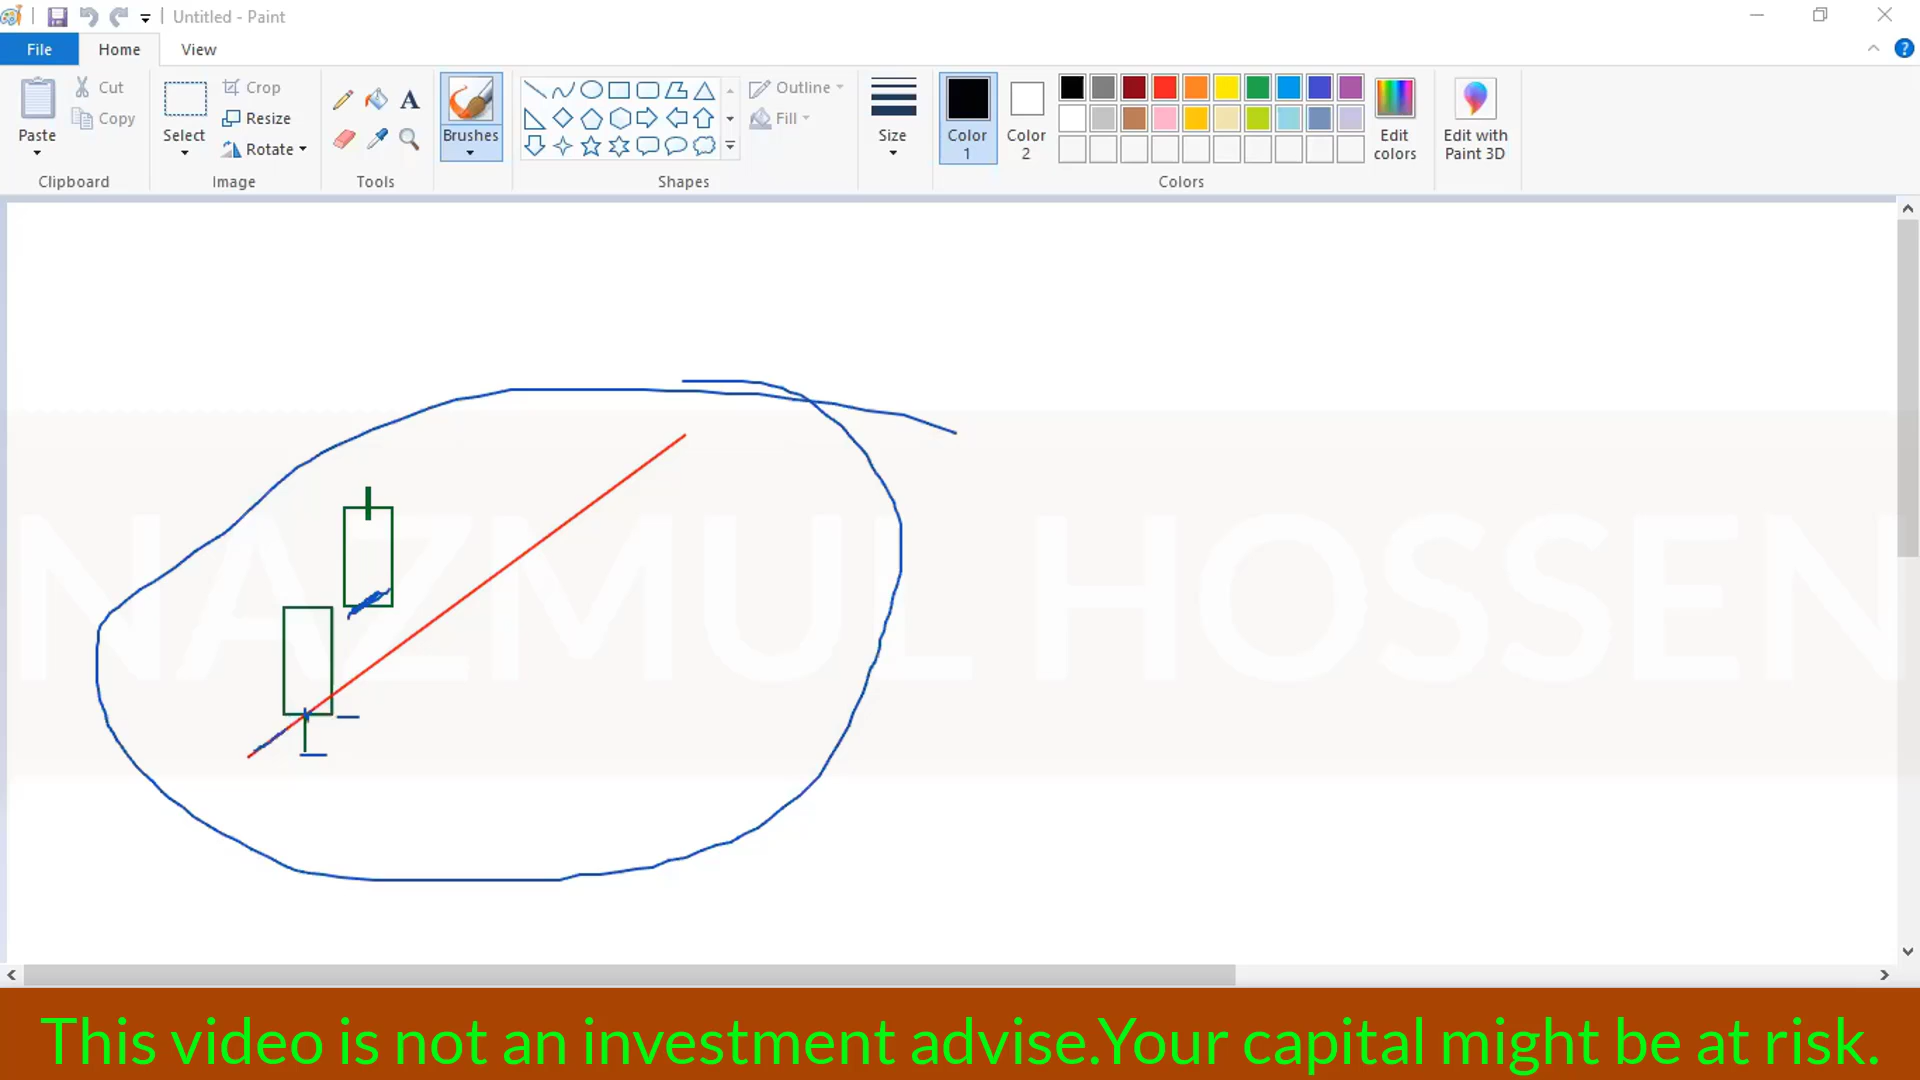 Untitled - Paint
File Home View
Paste Cut Copy Select Crop Resize Rotate Brushes Outline Fill Size Color 1 Color 2 Edit colors Edit with Paint 3D
Clipboard Image Tools Shapes Colors
NAZMUL HOSSEN
This video is not an investment advise.Your capital might be at risk.